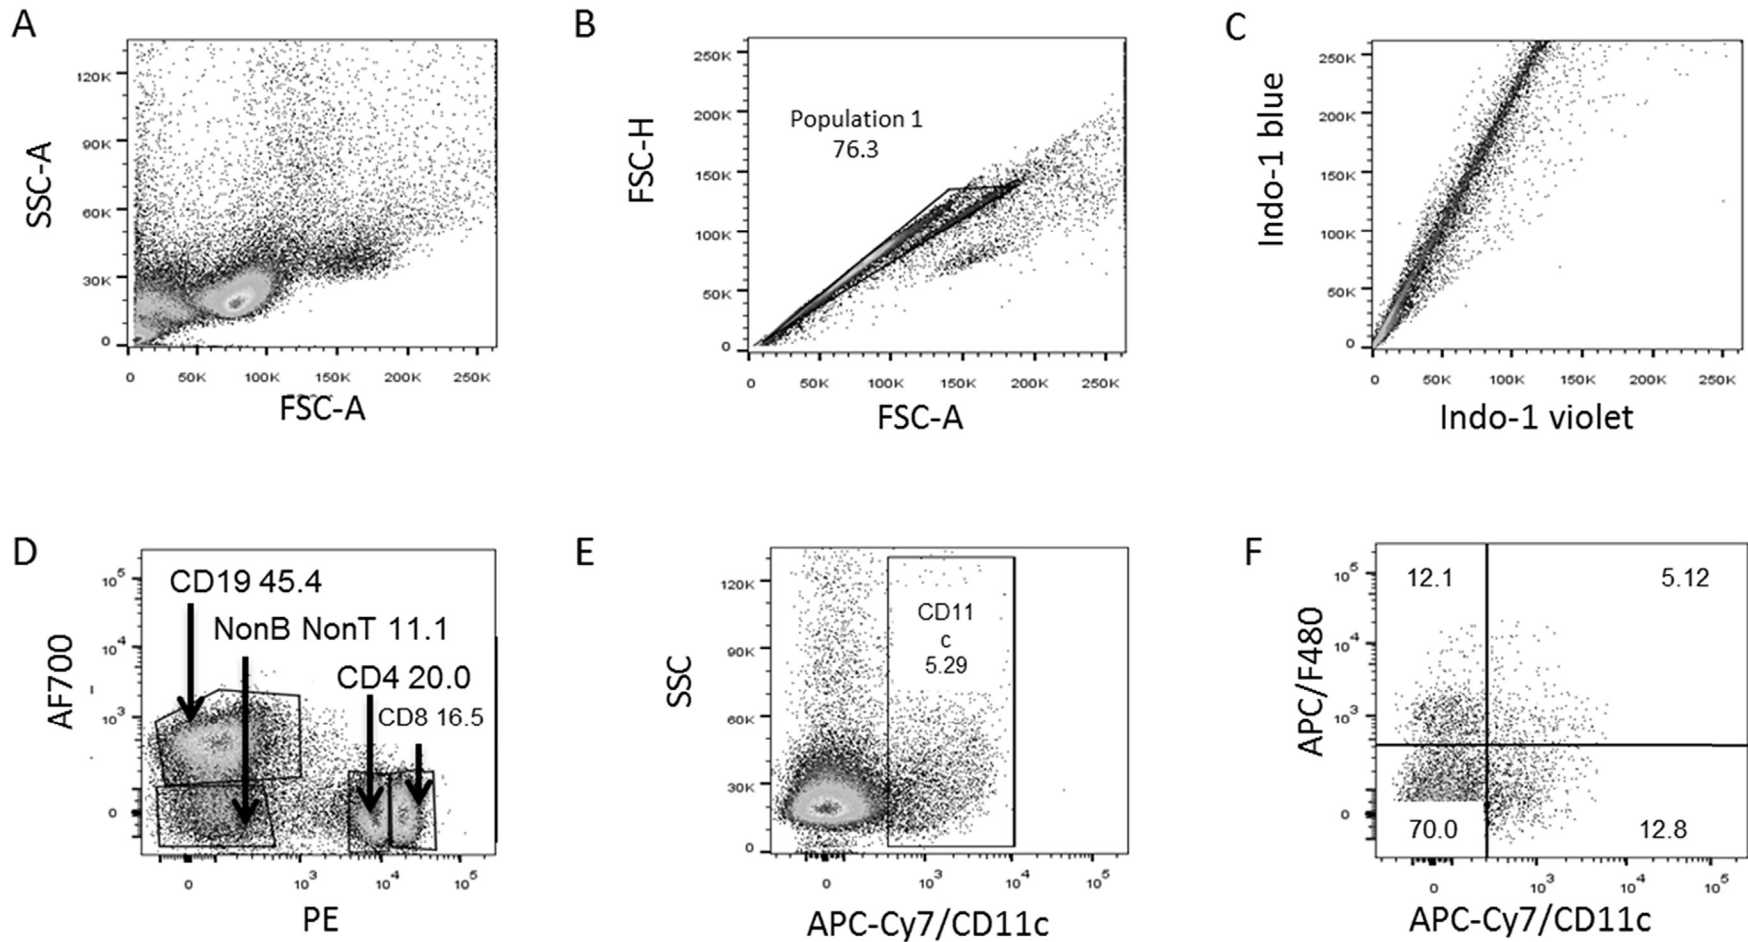 A
SSC-A
120K
90K
60K
30K
0
0 50K 100K 150K 200K 250K
FSC-A
B
FSC-H
250K
200K
150K
100K
50K
0
Population 1
76.3
0 50K 100K 150K 200K 250K
FSC-A
C
Indo-1 blue
250K
200K
150K
100K
50K
0
0 50K 100K 150K 200K 250K
Indo-1 violet
D
AF700
10^5
10^4
10^3
0
CD19 45.4
NonB NonT 11.1
CD4 20.0
CD8 16.5
0 10^3 10^4 10^5
PE
E
SSC
120K
90K
60K
30K
0
CD11
c
5.29
0 10^3 10^4 10^5
APC-Cy7/CD11c
F
APC/F480
10^5
10^4
10^3
0
12.1 5.12
70.0 12.8
0 10^3 10^4 10^5
APC-Cy7/CD11c